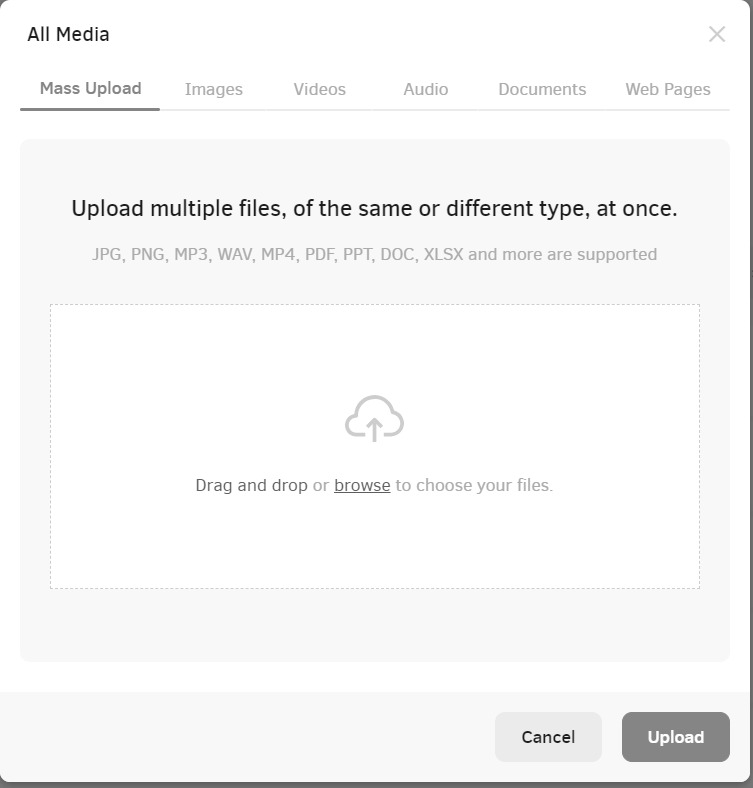 All Media
Mass Upload Images Videos Audio Documents Web Pages
Upload multiple files, of the same or different type, at once.
JPG, PNG, MP3, WAV, MP4, PDF, PPT, DOC, XLSX and more are supported
Drag and drop or browse to choose your files.
Cancel Upload